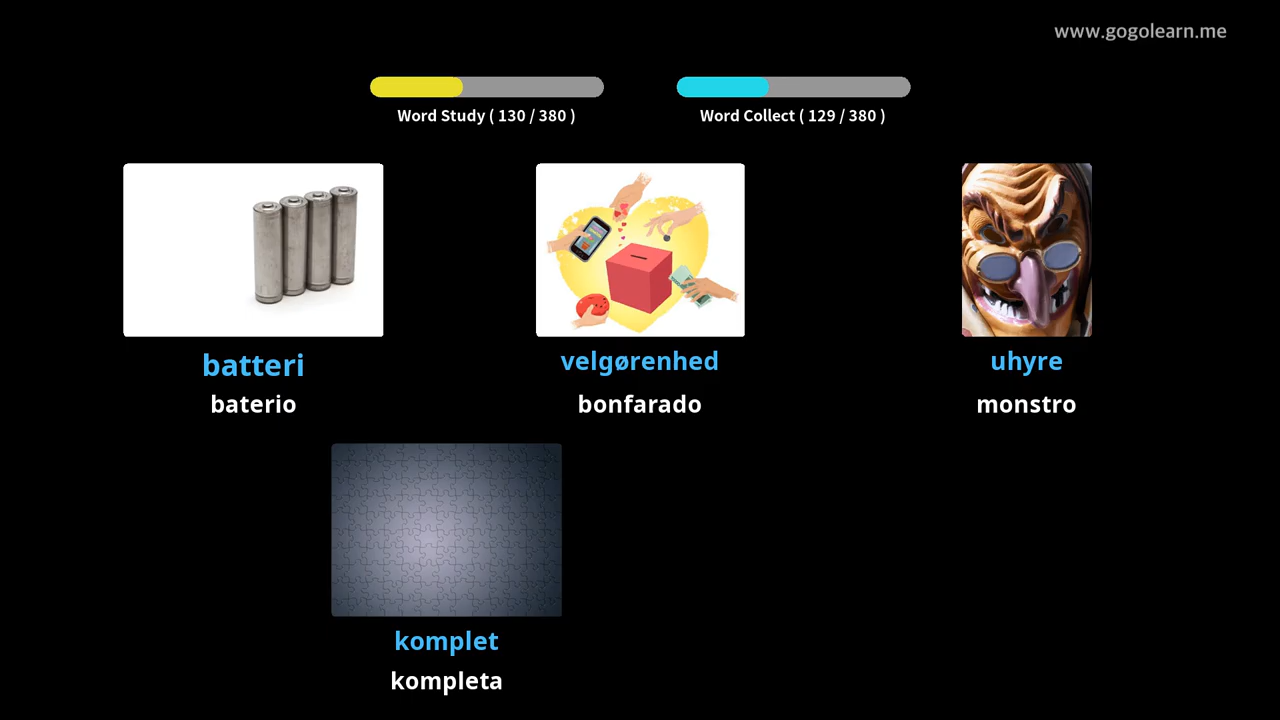 www.gogolearn.me
Word Study ( 130 / 380 )
Word Collect ( 129 / 380 )
batteri
baterio
velgørenhed
bonfarado
uhyre
monstro
komplet
kompleta